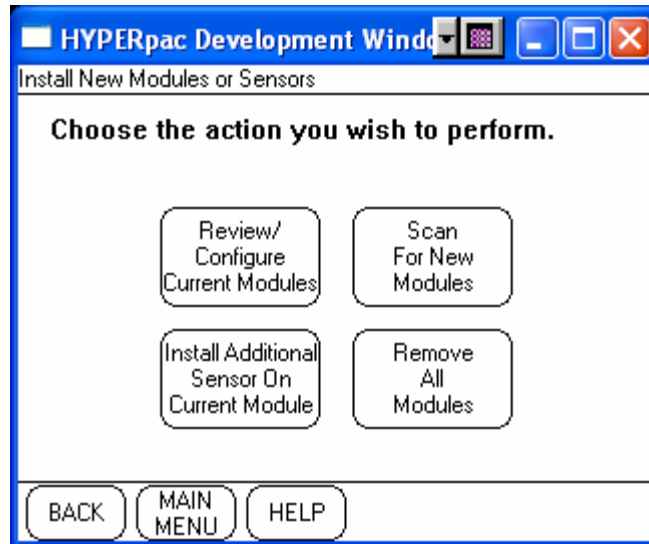 HYPERpac Development Windo
Install New Modules or Sensors
Choose the action you wish to perform.
Review/
Configure
Current Modules
Scan
For New
Modules
Install Additional
Sensor On
Current Module
Remove
All
Modules
BACK
MAIN
MENU
HELP